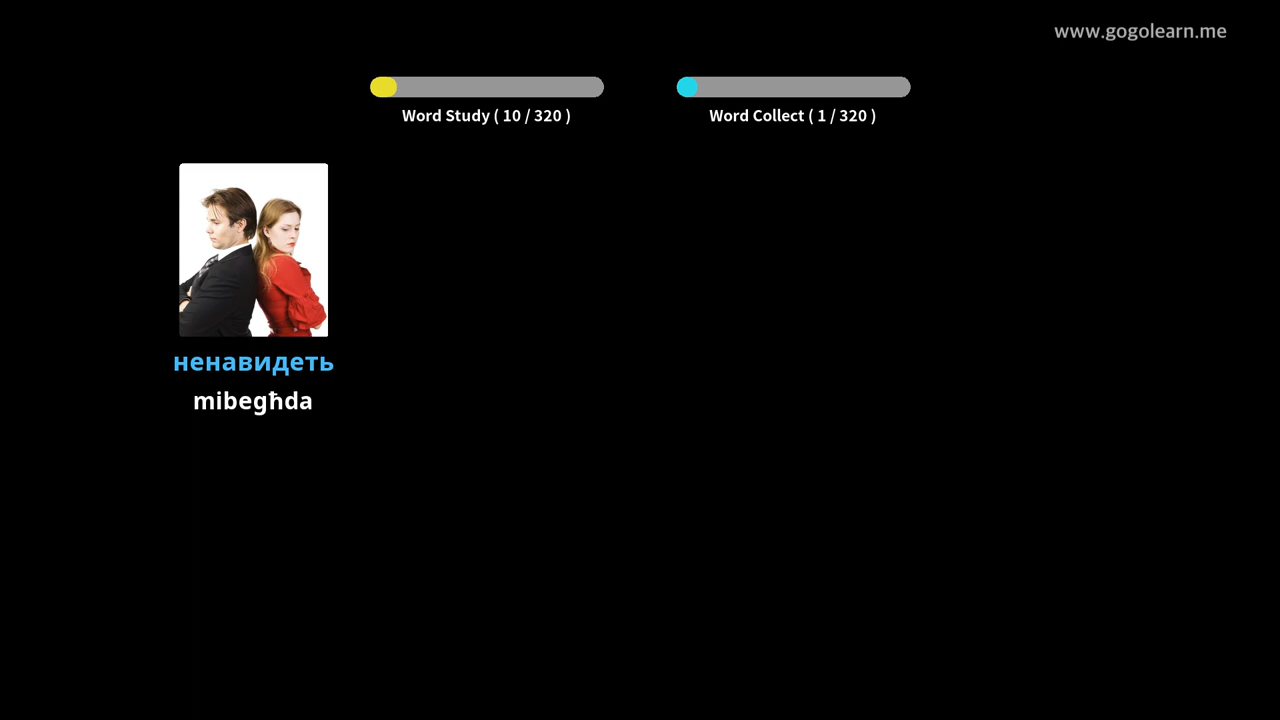 www.gogolearn.me
Word Study ( 10 / 320 )
Word Collect ( 1 / 320 )
ненавидеть
mibegħda